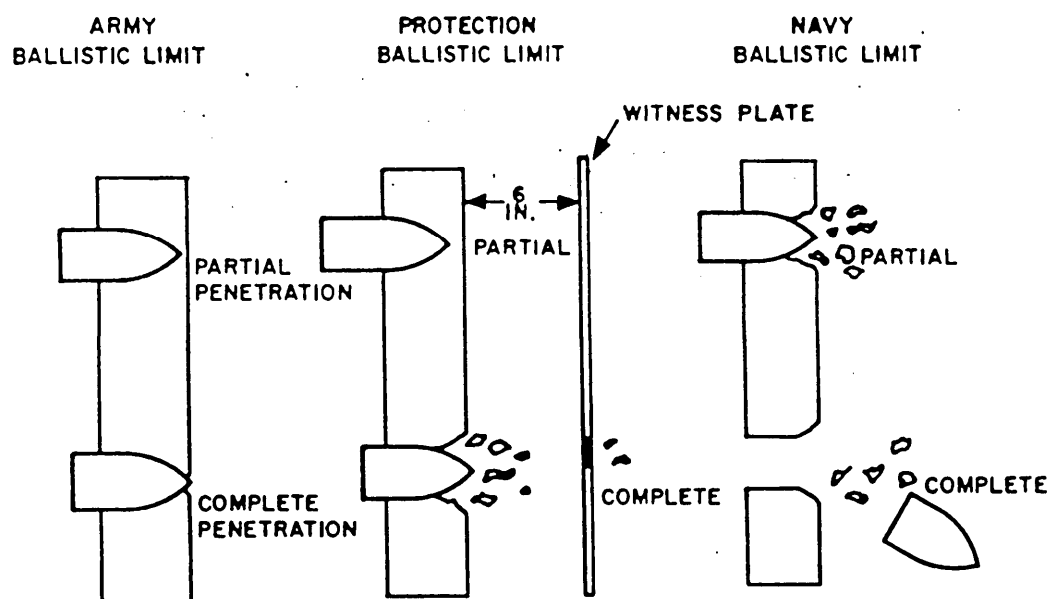 ARMY
BALLISTIC LIMIT
PROTECTION
BALLISTIC LIMIT
NAVY
BALLISTIC LIMIT
WITNESS PLATE
6
IN.
PARTIAL
PENETRATION
PARTIAL
PARTIAL
COMPLETE
PENETRATION
COMPLETE
COMPLETE